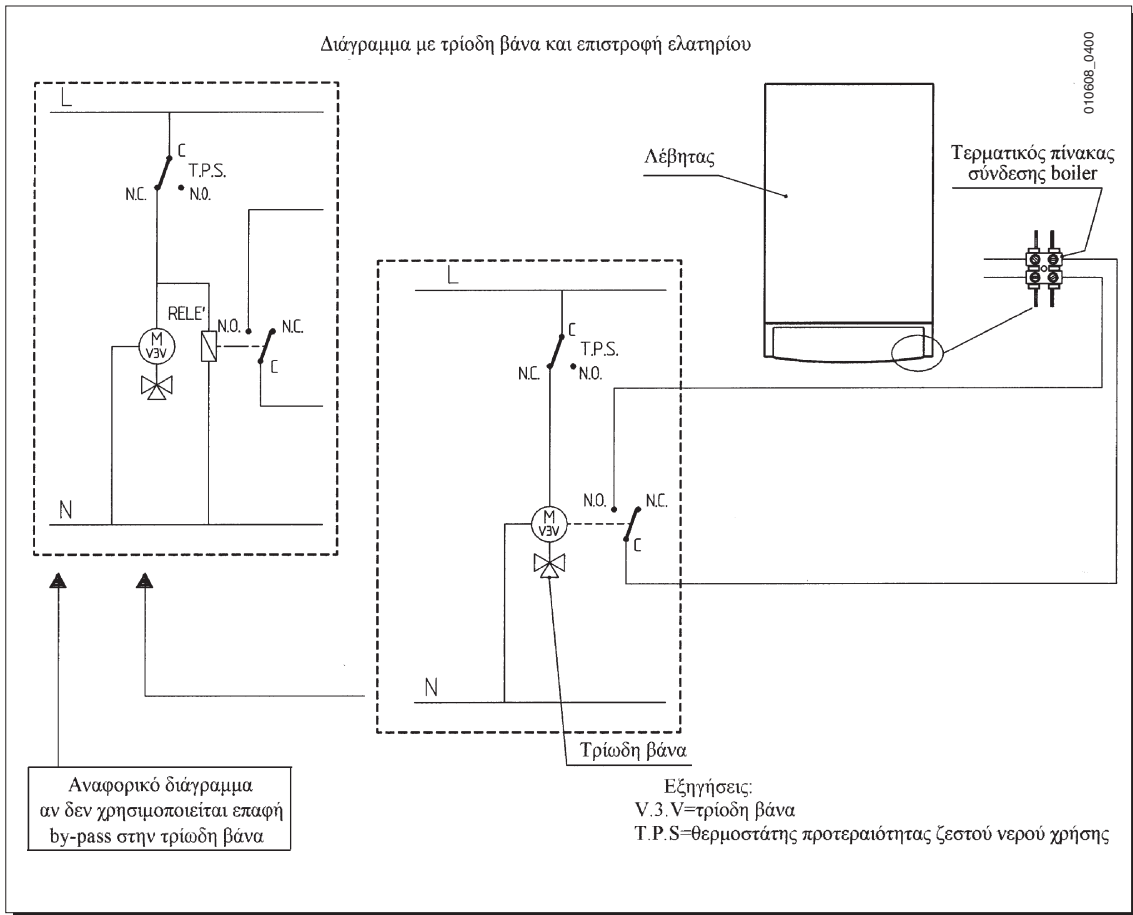 Διάγραμμα με τρίοδη βάνα και επιστροφή ελατηρίου
010608_0400
L
C
T.P.S.
N.C.
N.O.
RELE'
N.O.
N.C.
C
M
V3V
N
Λέβητας
Τερματικός πίνακας
σύνδεσης boiler
L
C
T.P.S.
N.C.
N.O.
N.O.
N.C.
C
M
V3V
N
Τρίωδη βάνα
Αναφορικό διάγραμμα
αν δεν χρησιμοποιείται επαφή
by-pass στην τρίωδη βάνα
Εξηγήσεις:
V.3.V=τρίοδη βάνα
T.P.S=θερμοστάτης προτεραιότητας ζεστού νερού χρήσης